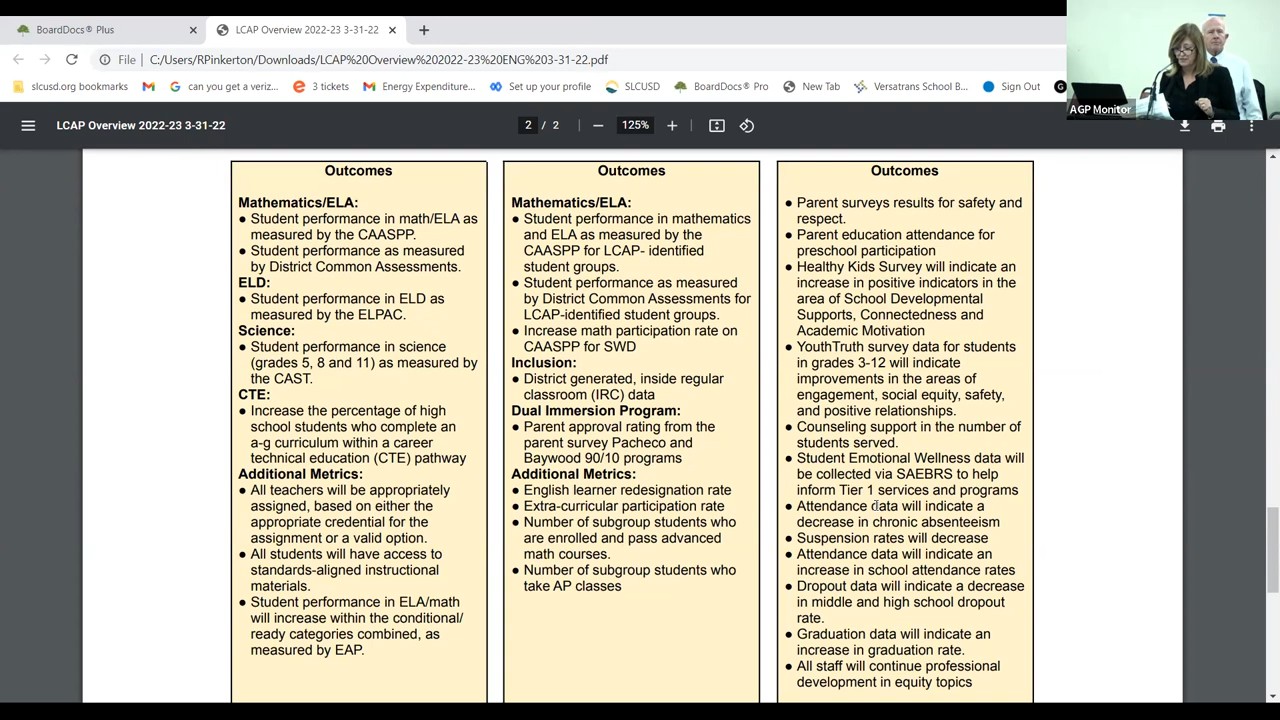 BoardDocs® Plus
LCAP Overview 2022-23 3-31-22
File
C:/Users/RPinkerton/Downloads/LCAP%20Overview%202022-23%20ENG%203-31-22.pdf
slcusd.org bookmarks
can you get a veriz...
3 tickets
Energy Expenditure...
Set up your profile
SLCUSD
BoardDocs® Pro
New Tab
Versatrans School B...
Sign Out
AGP Monitor
LCAP Overview 2022-23 3-31-22
2 / 2
125%
Outcomes
Mathematics/ELA:
● Student performance in math/ELA as
measured by the CAASPP.
● Student performance as measured
by District Common Assessments.
ELD:
● Student performance in ELD as
measured by the ELPAC.
Science:
● Student performance in science
(grades 5, 8 and 11) as measured by
the CAST.
CTE:
● Increase the percentage of high
school students who complete an
a-g curriculum within a career
technical education (CTE) pathway
Additional Metrics:
● All teachers will be appropriately
assigned, based on either the
appropriate credential for the
assignment or a valid option.
● All students will have access to
standards-aligned instructional
materials.
● Student performance in ELA/math
will increase within the conditional/
ready categories combined, as
measured by EAP.
Outcomes
Mathematics/ELA:
● Student performance in mathematics
and ELA as measured by the
CAASPP for LCAP- identified
student groups.
● Student performance as measured
by District Common Assessments for
LCAP-identified student groups.
● Increase math participation rate on
CAASPP for SWD
Inclusion:
● District generated, inside regular
classroom (IRC) data
Dual Immersion Program:
● Parent approval rating from the
parent survey Pacheco and
Baywood 90/10 programs
Additional Metrics:
● English learner redesignation rate
● Extra-curricular participation rate
● Number of subgroup students who
are enrolled and pass advanced
math courses.
● Number of subgroup students who
take AP classes
Outcomes
● Parent surveys results for safety and
respect.
● Parent education attendance for
preschool participation
● Healthy Kids Survey will indicate an
increase in positive indicators in the
area of School Developmental
Supports, Connectedness and
Academic Motivation
● YouthTruth survey data for students
in grades 3-12 will indicate
improvements in the areas of
engagement, social equity, safety,
and positive relationships.
● Counseling support in the number of
students served.
● Student Emotional Wellness data will
be collected via SAEBRS to help
inform Tier 1 services and programs
● Attendance data will indicate a
decrease in chronic absenteeism
● Suspension rates will decrease
● Attendance data will indicate an
increase in school attendance rates
● Dropout data will indicate a decrease
in middle and high school dropout
rate.
● Graduation data will indicate an
increase in graduation rate.
● All staff will continue professional
development in equity topics